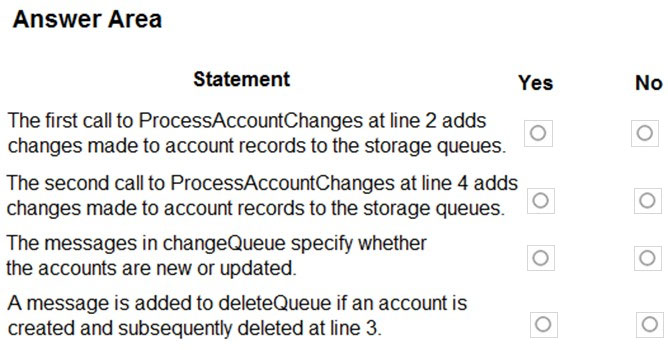 Answer Area
Statement Yes No
The first call to ProcessAccountChanges at line 2 adds
changes made to account records to the storage queues.
The second call to ProcessAccountChanges at line 4 adds
changes made to account records to the storage queues.
The messages in changeQueue specify whether
the accounts are new or updated.
A message is added to deleteQueue if an account is
created and subsequently deleted at line 3.